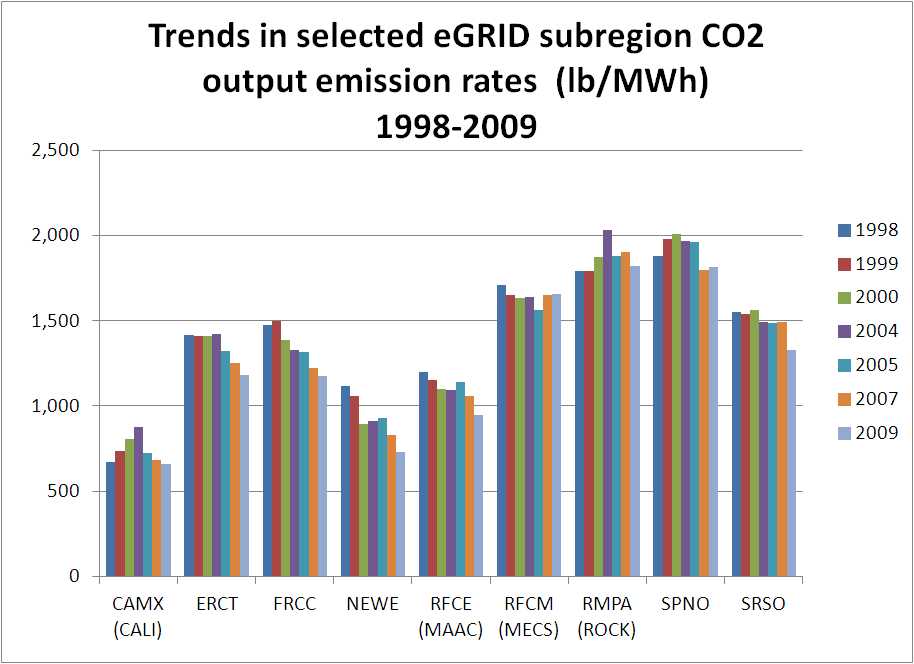 Trends in selected eGRID subregion CO2
output emission rates (lb/MWh)
1998-2009
2,500
2,000
1,500
1,000
500
0
CAMX
(CALI)
ERCT
FRCC
NEWE
RFCE
(MAAC)
RFCM
(MECS)
RMPA
(ROCK)
SPNO
SRSO
1998
1999
2000
2004
2005
2007
2009